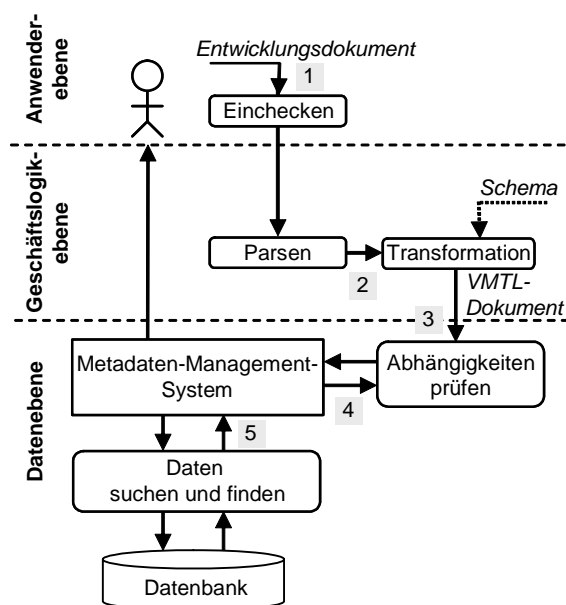 Anwender-
ebene
Entwicklungsdokument
1
Einchecken
Geschäftslogik-
ebene
Schema
Parsen
Transformation
2
VMTL-
Dokument
3
Datenebene
Metadaten-Management-
System
Abhängigkeiten
prüfen
4
5
Daten
suchen und finden
Datenbank